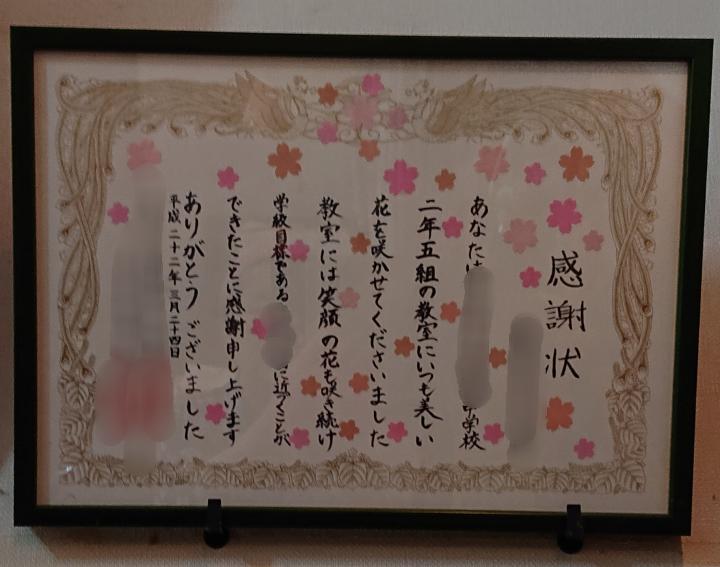 感謝状
あなたは 中学校
二年五組の教室にいつも美しい
花を咲かせてくださいました
教室には笑顔の花も咲き続け
学級目標である に近づくことが
できたことに感謝申し上げます
ありがとうございました
平成二十二年三月二十四日